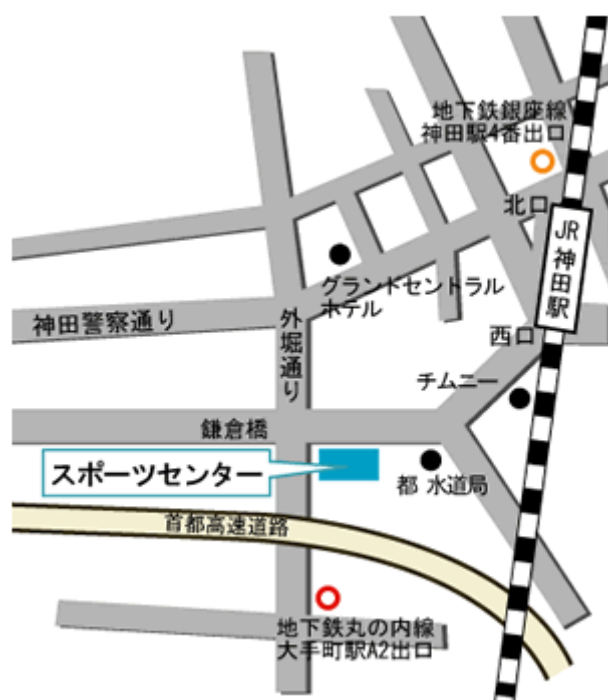 地下鉄銀座線
神田駅4番出口
北口
JR神田駅
グランドセントラル
ホテル
神田警察通り
外堀通り
西口
チムニー
鎌倉橋
スポーツセンター
都 水道局
首都高速道路
地下鉄丸の内線
大手町駅A2出口